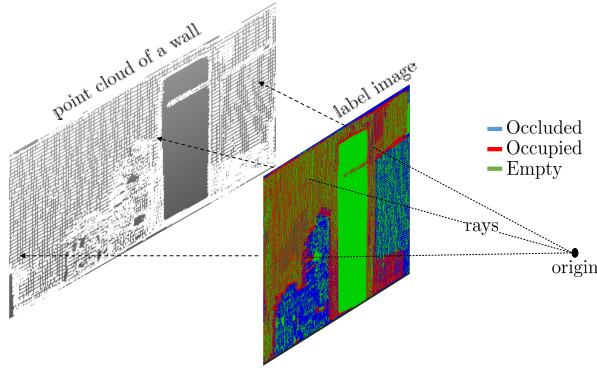 point cloud of a wall
label image
Occluded
Occupied
Empty
rays
origin